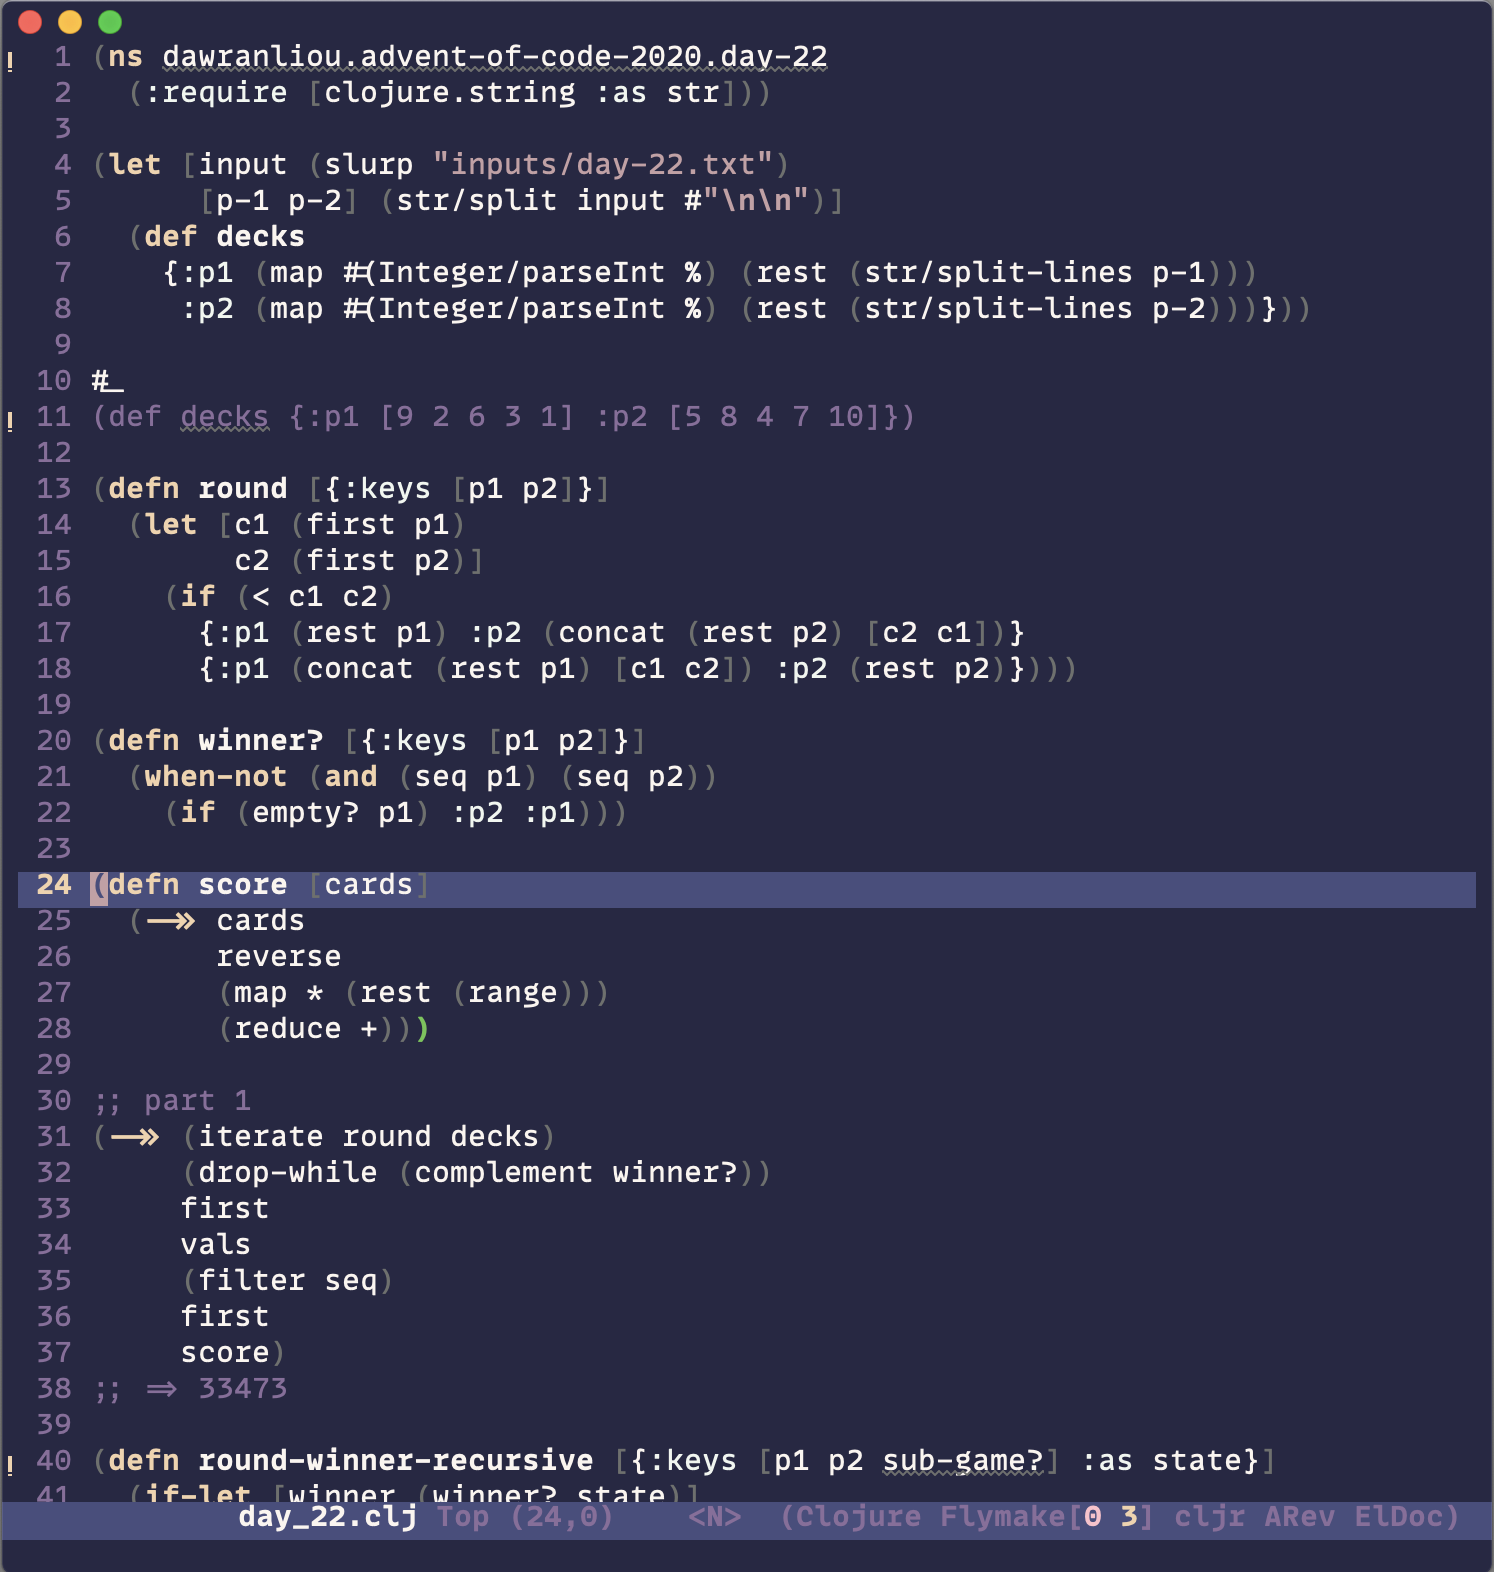 ! 1 (ns dawranliou.advent-of-code-2020.day-22
2   (:require [clojure.string :as str]))
3
4 (let [input (slurp "inputs/day-22.txt")
5       [p-1 p-2] (str/split input #"\n\n")]
6   (def decks
7     {:p1 (map #(Integer/parseInt %) (rest (str/split-lines p-1)))
8      :p2 (map #(Integer/parseInt %) (rest (str/split-lines p-2)))}))
9
10 #_
! 11 (def decks {:p1 [9 2 6 3 1] :p2 [5 8 4 7 10]})
12
13 (defn round [{:keys [p1 p2]}]
14   (let [c1 (first p1)
15         c2 (first p2)]
16     (if (< c1 c2)
17       {:p1 (rest p1) :p2 (concat (rest p2) [c2 c1])}
18       {:p1 (concat (rest p1) [c1 c2]) :p2 (rest p2)})))
19
20 (defn winner? [{:keys [p1 p2]}]
21   (when-not (and (seq p1) (seq p2))
22     (if (empty? p1) :p2 :p1)))
23
24 (defn score [cards]
25   (->> cards
26        reverse
27        (map * (rest (range)))
28        (reduce +)))
29
30 ;; part 1
31 (->> (iterate round decks)
32      (drop-while (complement winner?))
33      first
34      vals
35      (filter seq)
36      first
37      score)
38 ;; => 33473
39
! 40 (defn round-winner-recursive [{:keys [p1 p2 sub-game?] :as state}]
41   (if-let [winner (winner? state)]
day_22.clj Top (24,0) <N> (Clojure Flymake[0 3] cljr ARev ElDoc)